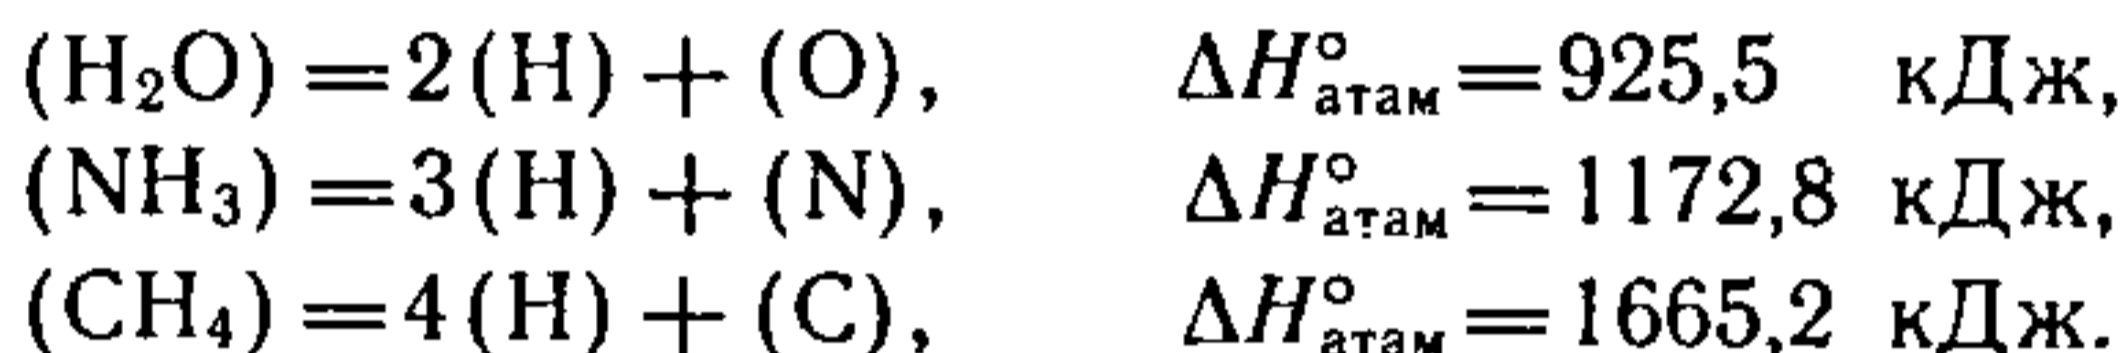 (H₂O)=2(H)+(O), ΔH°атам=925,5 кДж,
(NH₃)=3(H)+(N), ΔH°атам=1172,8 кДж,
(CH₄)=4(H)+(C), ΔH°атам=1665,2 кДж.